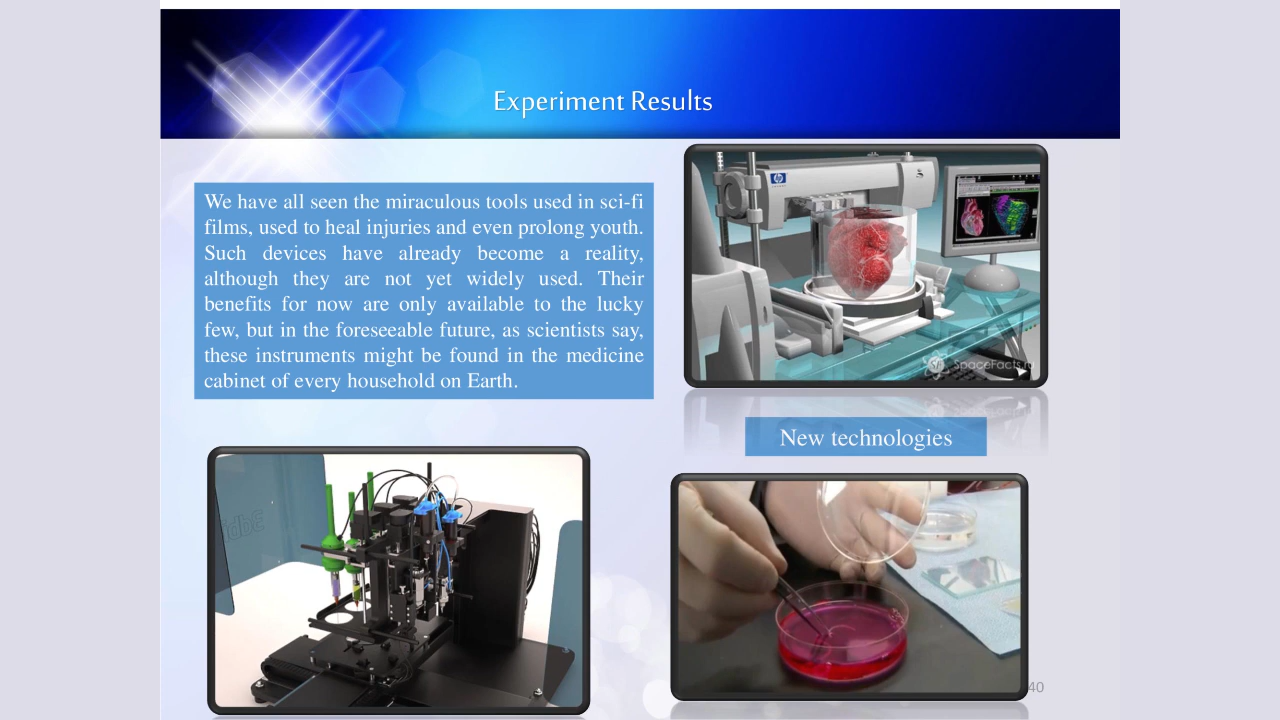 Experiment Results
We have all seen the miraculous tools used in sci-fi
films, used to heal injuries and even prolong youth.
Such devices have already become a reality,
although they are not yet widely used. Their
benefits for now are only available to the lucky
few, but in the foreseeable future, as scientists say,
these instruments might be found in the medicine
cabinet of every household on Earth.
hp
SpaceFacts.ru
New technologies
40